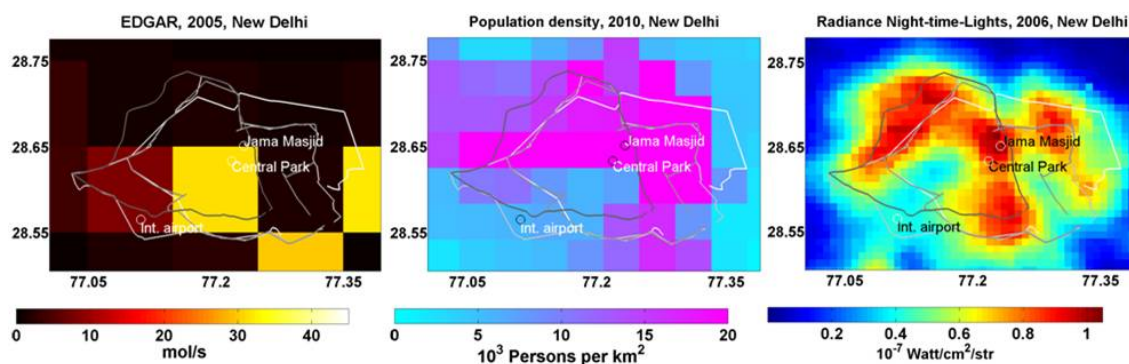 EDGAR, 2005, New Delhi
28.75
28.65
28.55
77.05 77.2 77.35
Jama Masjid
Central Park
Int. airport
0 10 20 30 40
mol/s
Population density, 2010, New Delhi
28.75
28.65
28.55
77.05 77.2 77.35
Jama Masjid
Central Park
Int. airport
0 5 10 15 20
10³ Persons per km²
Radiance Night-time-Lights, 2006, New Delhi
28.75
28.65
28.55
77.05 77.2 77.35
Jama Masjid
Central Park
Int. airport
0.2 0.4 0.6 0.8 1
10⁻⁷ Watt/cm²/str